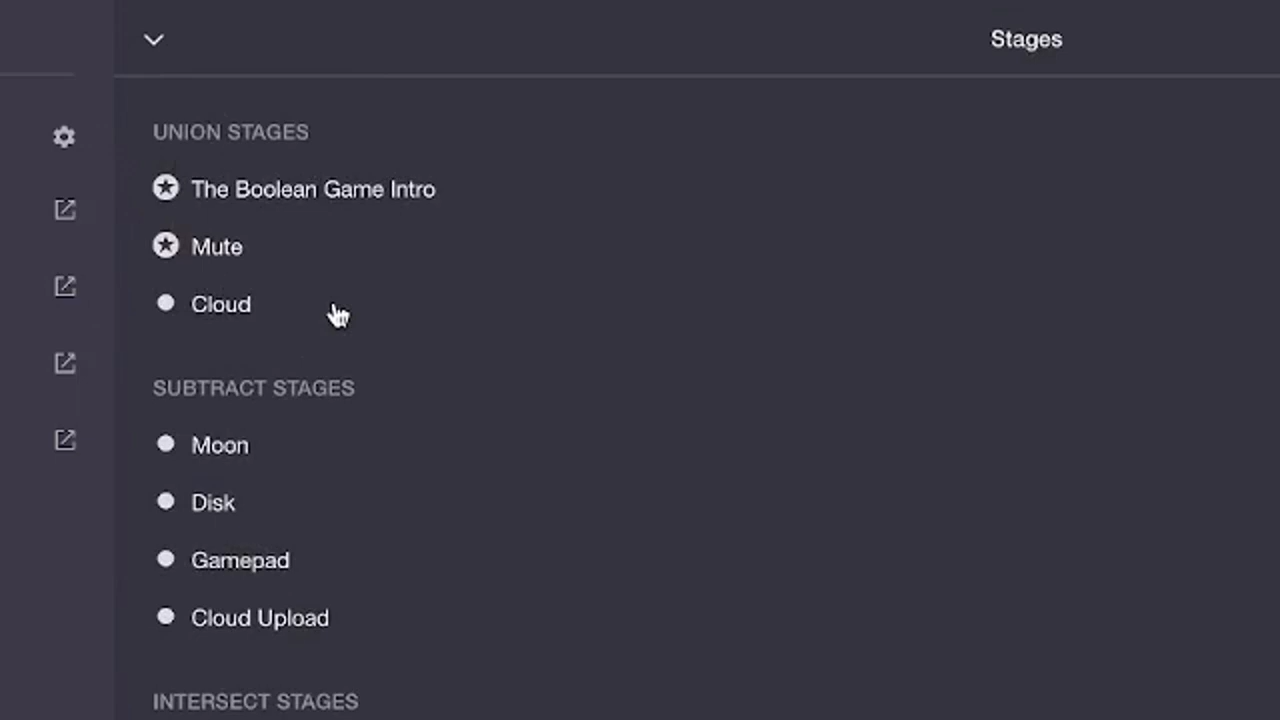 Stages
UNION STAGES
The Boolean Game Intro
Mute
Cloud
SUBTRACT STAGES
Moon
Disk
Gamepad
Cloud Upload
INTERSECT STAGES